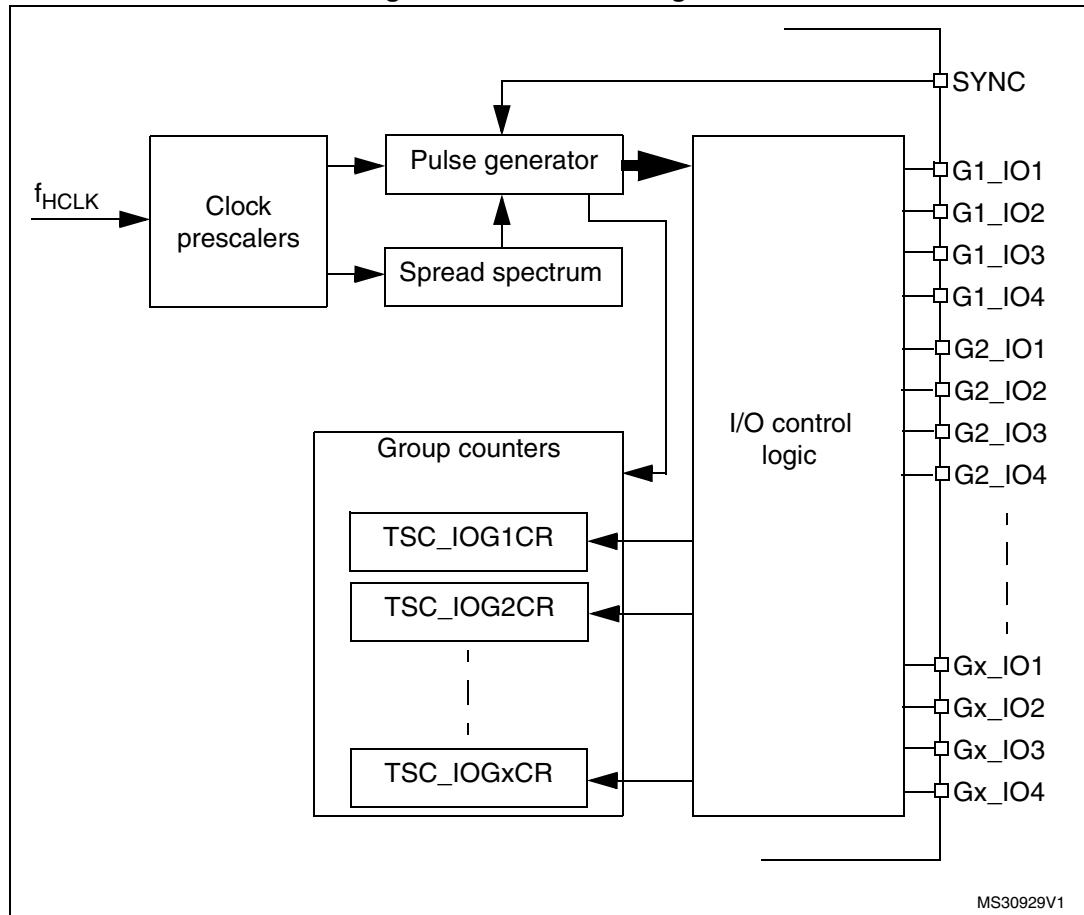 SYNC
Pulse generator
G1_IO1
fHCLK
Clock
prescalers
G1_IO2
G1_IO3
Spread spectrum
G1_IO4
G2_IO1
G2_IO2
I/O control
logic
G2_IO3
Group counters
G2_IO4
TSC_IOG1CR
TSC_IOG2CR
Gx_IO1
Gx_IO2
Gx_IO3
TSC_IOGxCR
Gx_IO4
MS30929V1